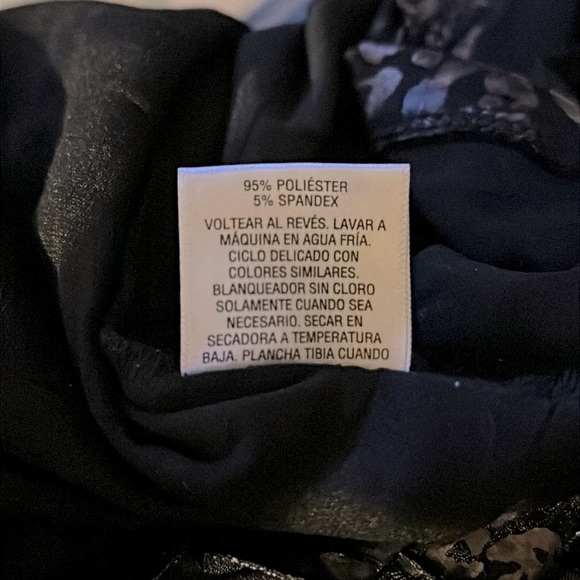 95% POLIÉSTER
5% SPANDEX
VOLTEAR AL REVÉS. LAVAR A
MÁQUINA EN AGUA FRÍA.
CICLO DELICADO CON
COLORES SIMILARES.
BLANQUEADOR SIN CLORO
SOLAMENTE CUANDO SEA
NECESARIO. SECAR EN
SECADORA A TEMPERATURA
BAJA. PLANCHA TIBIA CUANDO